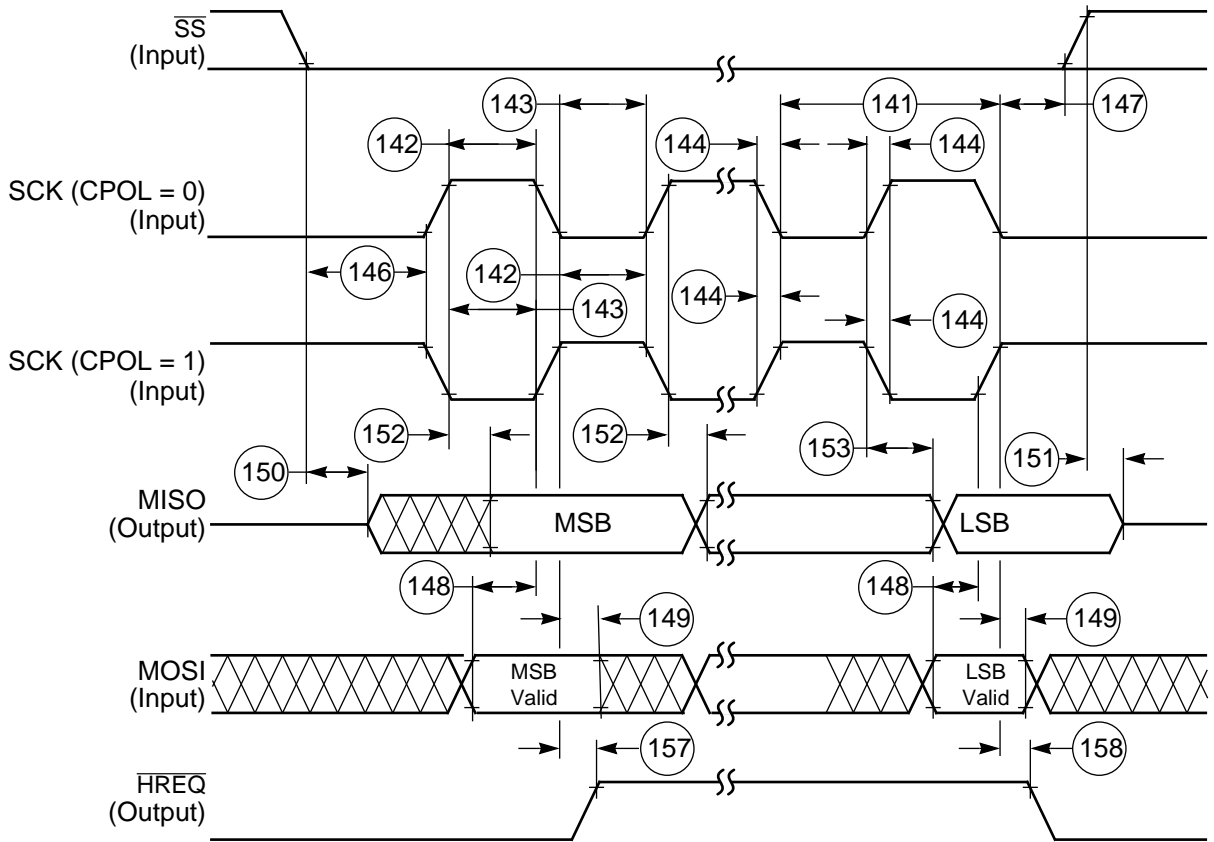 SS
(Input)
143
141
147
142
144
144
SCK (CPOL = 0)
(Input)
146
142
144
143
144
SCK (CPOL = 1)
(Input)
152
152
153
150
151
MISO
(Output)
MSB
LSB
148
148
149
149
MOSI
(Input)
MSB
Valid
LSB
Valid
157
158
HREQ
(Output)